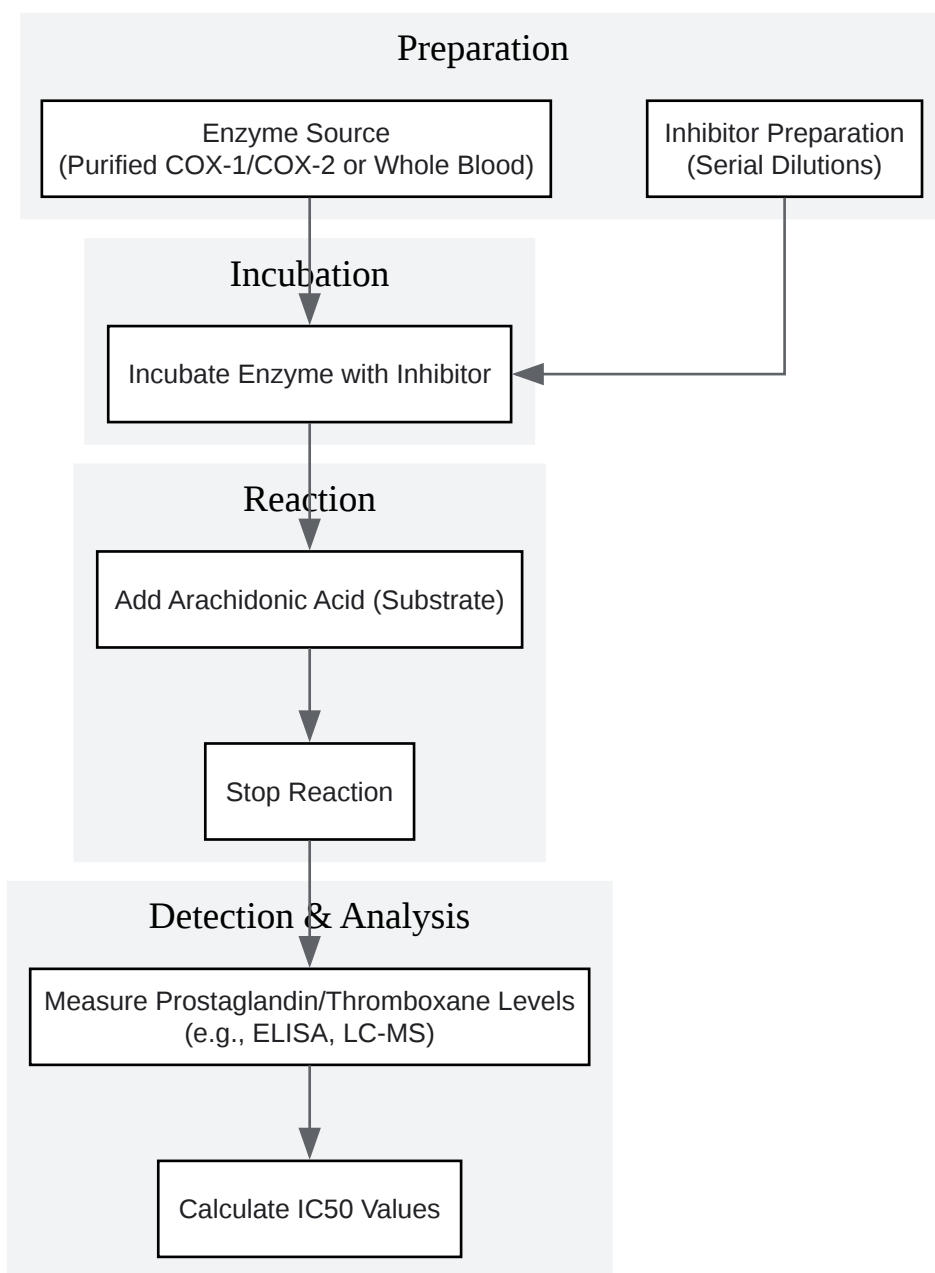 Preparation
Enzyme Source
(Purified COX-1/COX-2 or Whole Blood)
Inhibitor Preparation
(Serial Dilutions)
Incubation
Incubate Enzyme with Inhibitor
Reaction
Add Arachidonic Acid (Substrate)
Stop Reaction
Detection & Analysis
Measure Prostaglandin/Thromboxane Levels
(e.g., ELISA, LC-MS)
Calculate IC50 Values